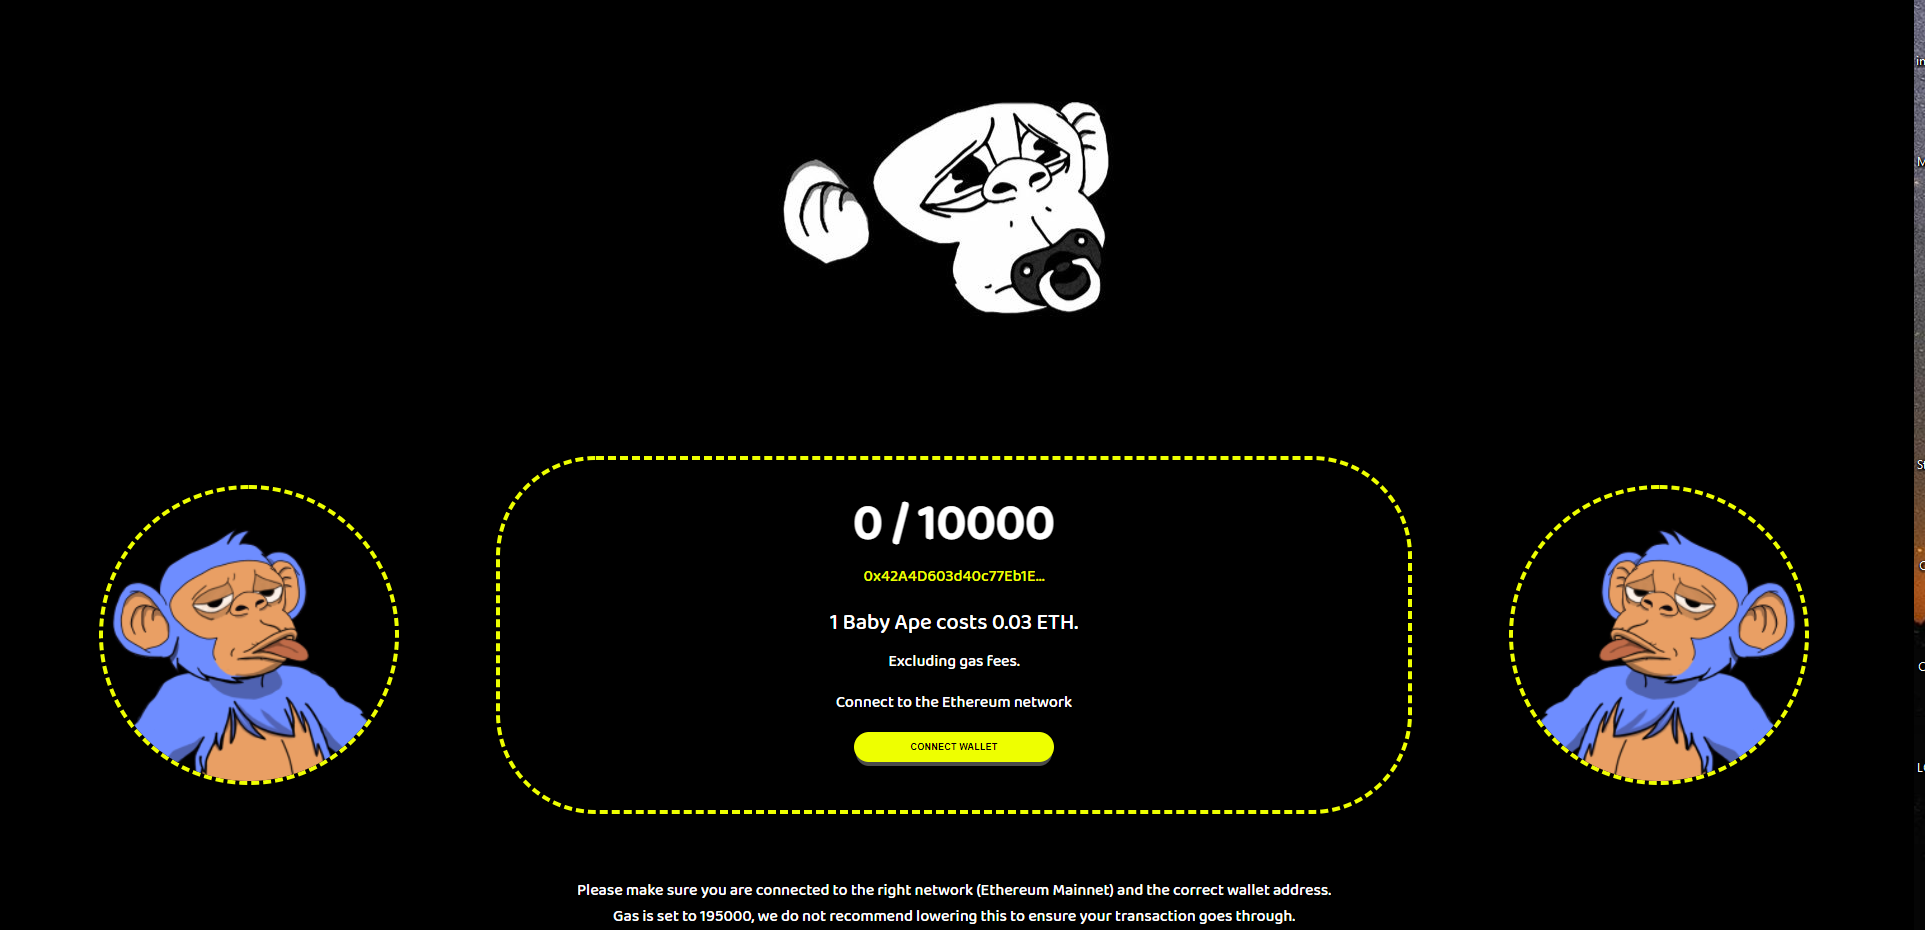 0 / 10000
0x42A4D603d40c77Eb1E...
1 Baby Ape costs 0.03 ETH.
Excluding gas fees.
Connect to the Ethereum network
CONNECT WALLET
Please make sure you are connected to the right network (Ethereum Mainnet) and the correct wallet address.
Gas is set to 195000, we do not recommend lowering this to ensure your transaction goes through.